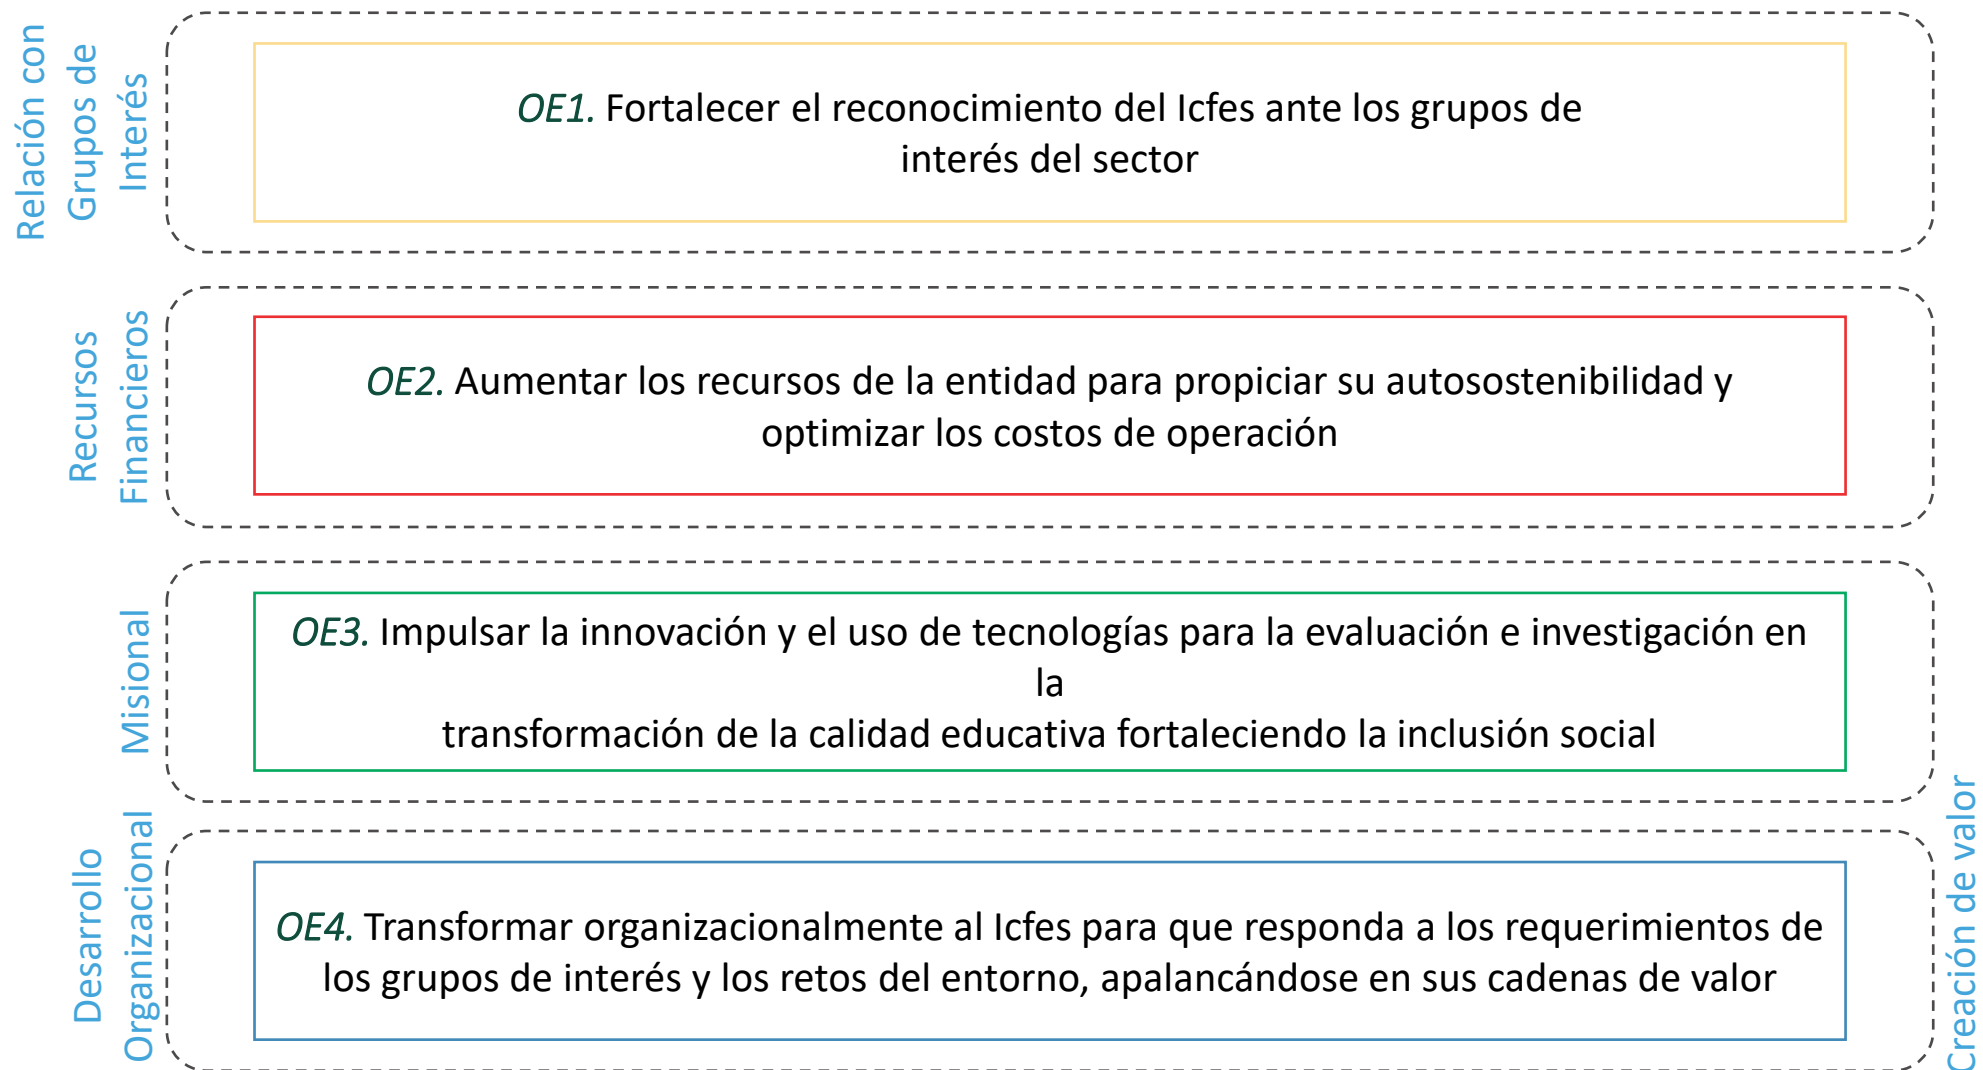 Relación con
Grupos de
Interés
OE1. Fortalecer el reconocimiento del Icfes ante los grupos de
interés del sector
Recursos
Financieros
OE2. Aumentar los recursos de la entidad para propiciar su autosostenibilidad y
optimizar los costos de operación
Misional
OE3. Impulsar la innovación y el uso de tecnologías para la evaluación e investigación en
la
transformación de la calidad educativa fortaleciendo la inclusión social
Desarrollo
Organizacional
OE4. Transformar organizacionalmente al Icfes para que responda a los requerimientos de
los grupos de interés y los retos del entorno, apalancándose en sus cadenas de valor
Creación de valor